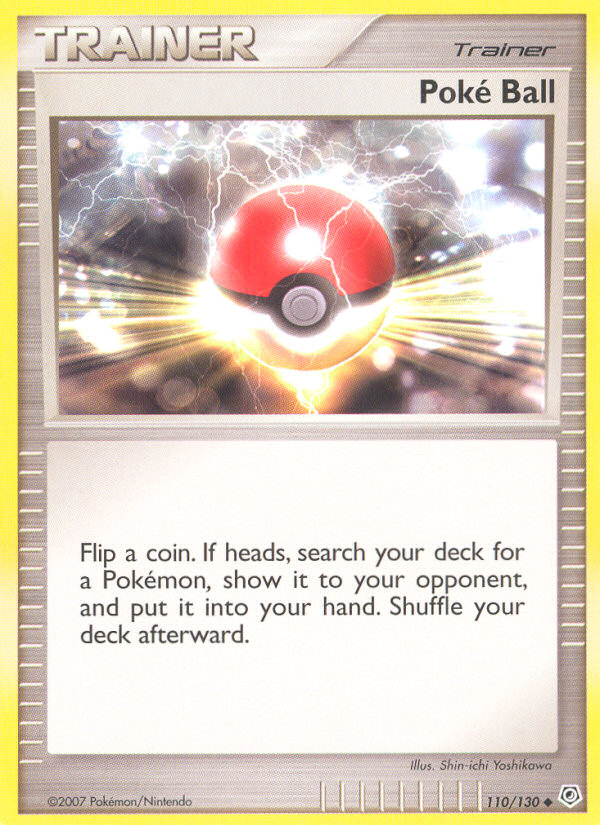 TRAINER
Trainer
Poké Ball
Flip a coin. If heads, search your deck for
a Pokémon, show it to your opponent,
and put it into your hand. Shuffle your
deck afterward.
Illus. Shin-ichi Yoshikawa
©2007 Pokémon/Nintendo
110/130